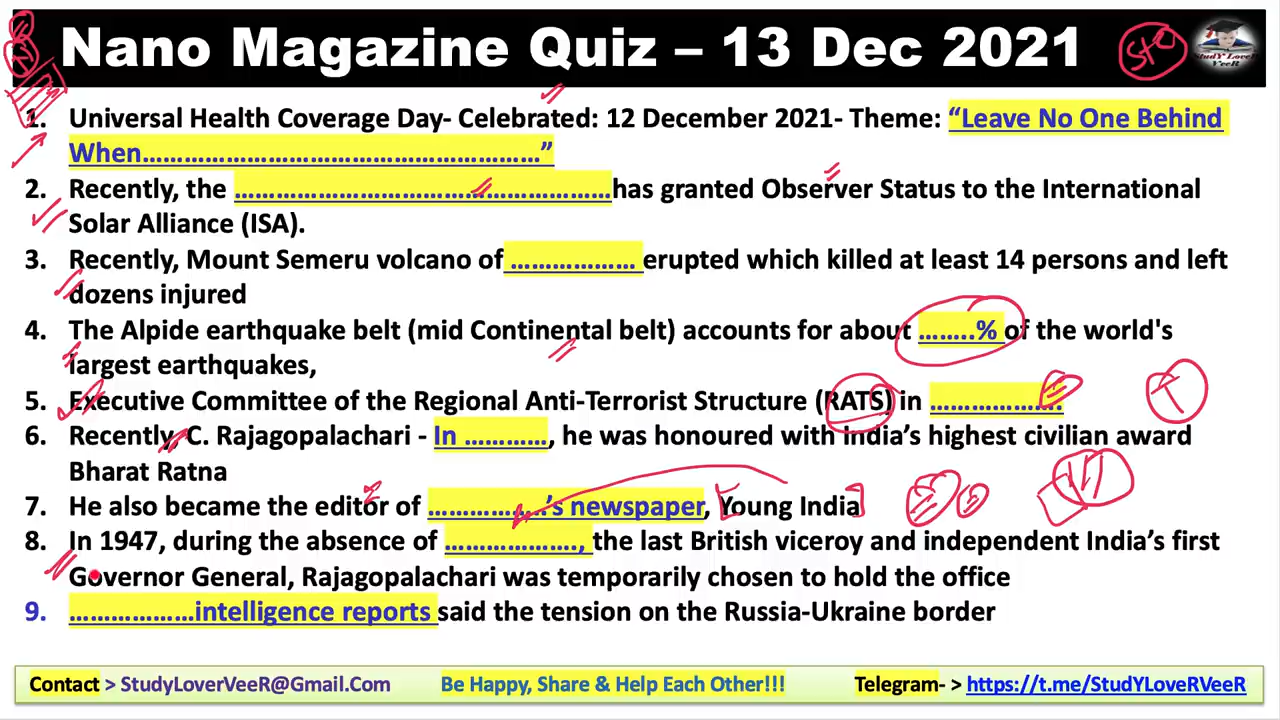 Nano Magazine Quiz – 13 Dec 2021
StudY LoveR
VeeR
1. Universal Health Coverage Day- Celebrated: 12 December 2021- Theme: “Leave No One Behind
When……………………………………………………”
2. Recently, the ………………………………………………has granted Observer Status to the International
Solar Alliance (ISA).
3. Recently, Mount Semeru volcano of ……………… erupted which killed at least 14 persons and left
dozens injured
4. The Alpide earthquake belt (mid Continental belt) accounts for about ……..% of the world's
largest earthquakes,
5. Executive Committee of the Regional Anti-Terrorist Structure (RATS) in ……………….
6. Recently, C. Rajagopalachari - In …………, he was honoured with India’s highest civilian award
Bharat Ratna
7. He also became the editor of ……………..’s newspaper, Young India
8. In 1947, during the absence of ………………., the last British viceroy and independent India’s first
Governor General, Rajagopalachari was temporarily chosen to hold the office
9. ………………intelligence reports said the tension on the Russia-Ukraine border
Contact > StudyLoverVeeR@Gmail.Com Be Happy, Share & Help Each Other!!! Telegram- > https://t.me/StudYLoveRVeeR